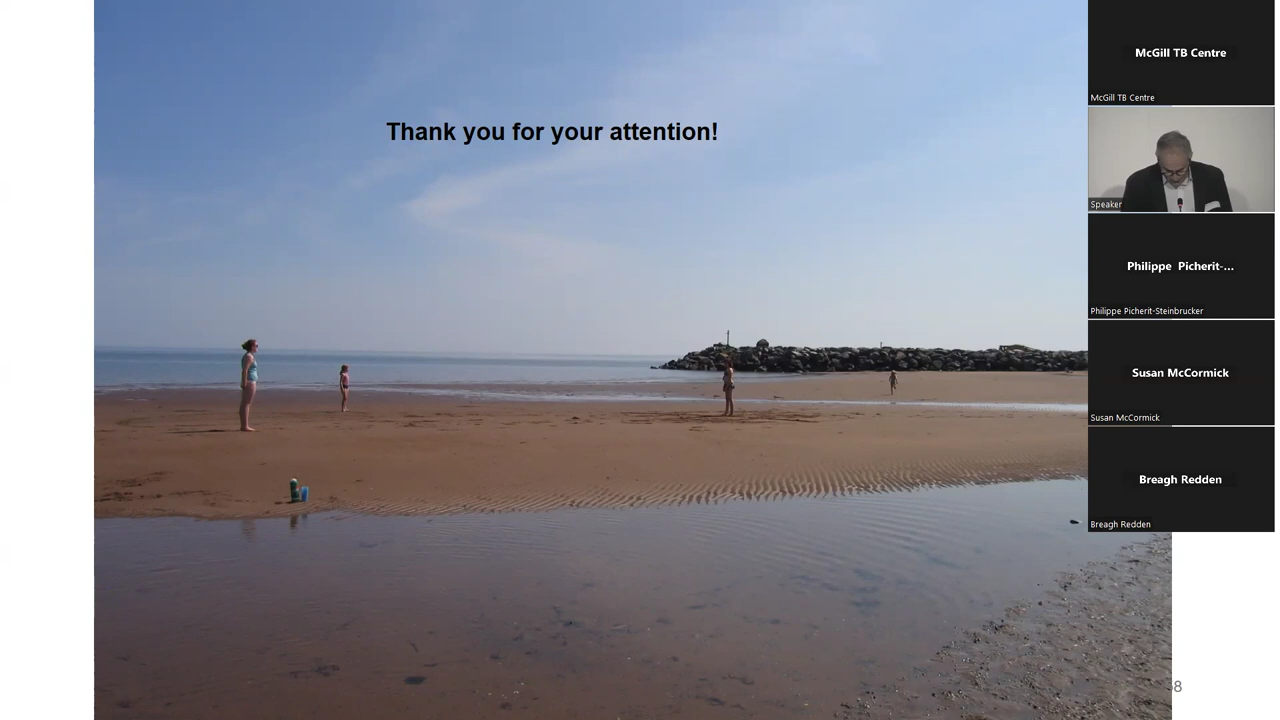 Thank you for your attention!
McGill TB Centre
McGill TB Centre
Speaker
Philippe Picherit-...
Philippe Picherit-Steinbrucker
Susan McCormick
Susan McCormick
Breagh Redden
Breagh Redden